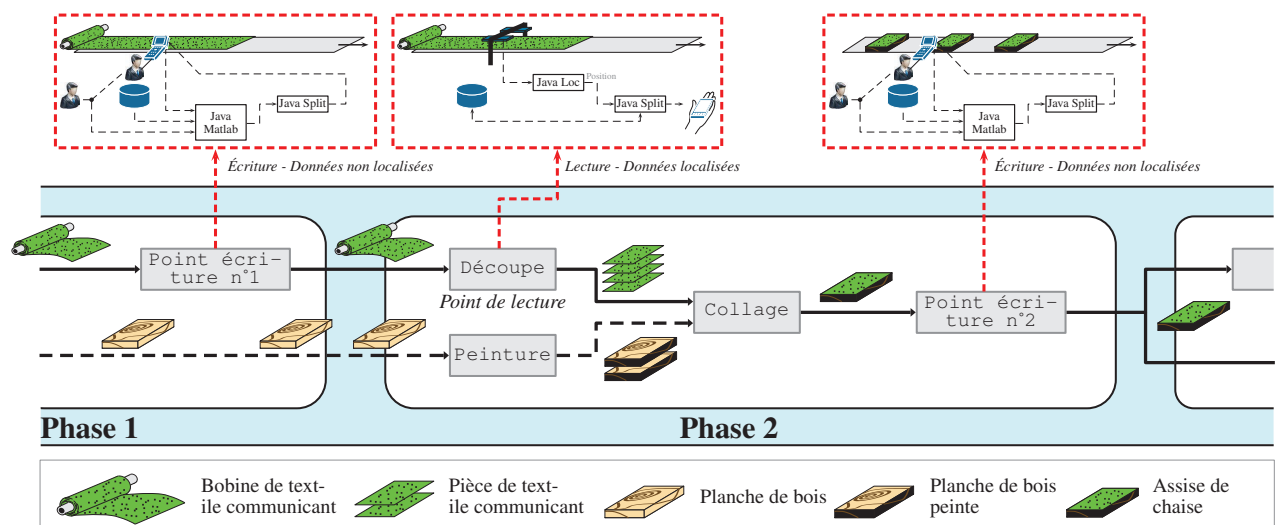 Java
Matlab
Java Split
Java Loc
Position
Java Split
Java
Matlab
Java Split
Écriture - Données non localisées
Lecture - Données localisées
Écriture - Données non localisées
Point écri-
ture n°1
Découpe
Point de lecture
Peinture
Collage
Point écri-
ture n°2
Phase 1
Phase 2
Bobine de text-
ile communicant
Pièce de text-
ile communicant
Planche de bois
Planche de bois
peinte
Assise de
chaise